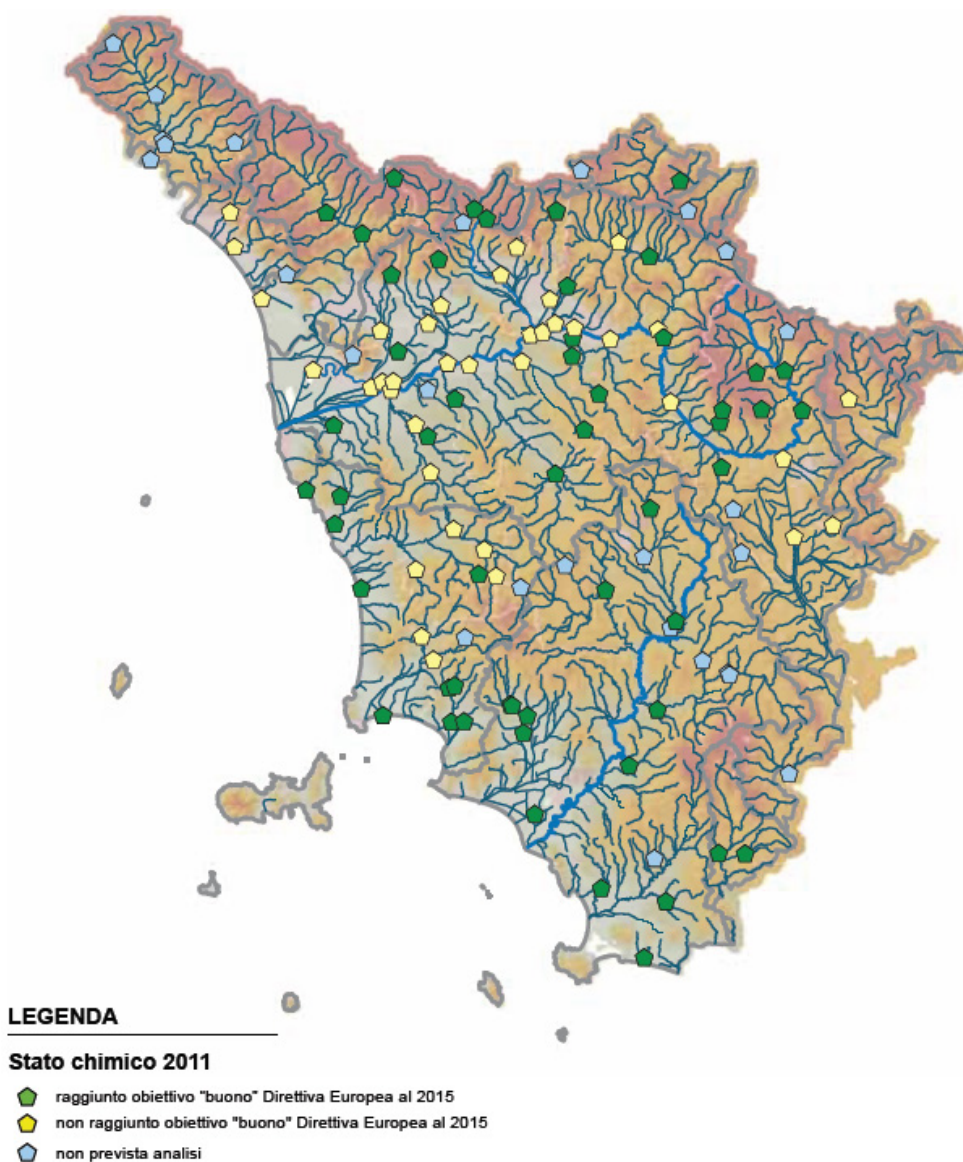 LEGENDA
Stato chimico 2011
raggiunto obiettivo "buono" Direttiva Europea al 2015
non raggiunto obiettivo "buono" Direttiva Europea al 2015
non prevista analisi